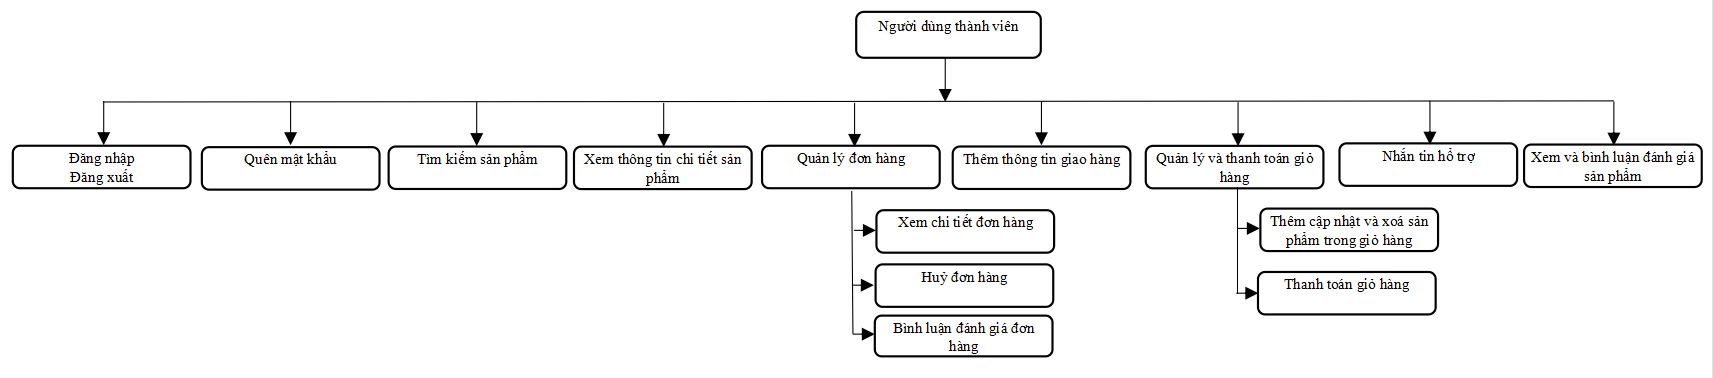 Người dùng thành viên
Đăng nhập
Đăng xuất
Quên mật khẩu
Tìm kiếm sản phẩm
Xem thông tin chi tiết sản
phẩm
Quản lý đơn hàng
Thêm thông tin giao hàng
Quản lý và thanh toán giỏ
hàng
Nhắn tin hổ trợ
Xem và bình luận đánh giá
sản phẩm
Xem chi tiết đơn hàng
Huỷ đơn hàng
Bình luận đánh giá đơn
hàng
Thêm cập nhật và xoá sản
phẩm trong giỏ hàng
Thanh toán giỏ hàng